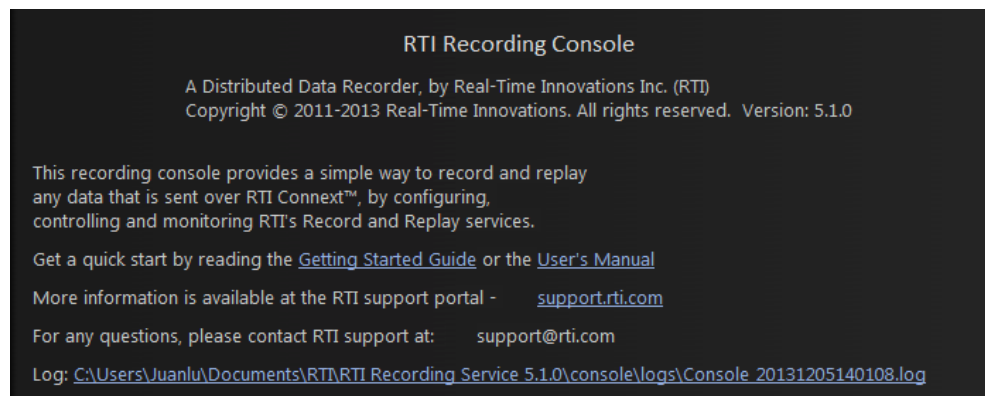 RTI Recording Console
A Distributed Data Recorder, by Real-Time Innovations Inc. (RTI)
Copyright © 2011-2013 Real-Time Innovations. All rights reserved.  Version: 5.1.0
This recording console provides a simple way to record and replay
any data that is sent over RTI Connext™, by configuring,
controlling and monitoring RTI's Record and Replay services.
Get a quick start by reading the Getting Started Guide or the User's Manual
More information is available at the RTI support portal - support.rti.com
For any questions, please contact RTI support at: support@rti.com
Log: C:\Users\Juanlu\Documents\RTI\RTI Recording Service 5.1.0\console\logs\Console_20131205140108.log